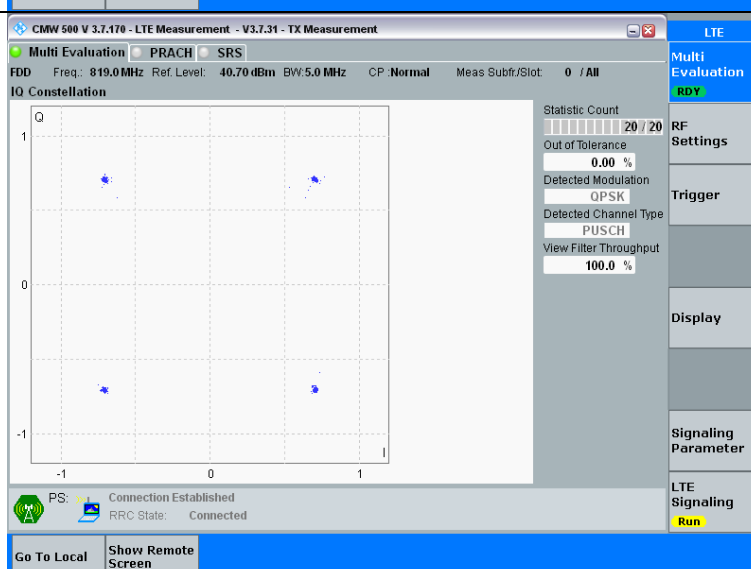 CMW 500 V 3.7.170 - LTE Measurement - V3.7.31 - TX Measurement
LTE
Multi Evaluation PRACH SRS
FDD Freq.: 819.0 MHz Ref. Level: 40.70 dBm BW: 5.0 MHz CP :Normal Meas Subfr./Slot: 0 / All
IQ Constellation
Q
1
0
-1
I
-1 0 1
Statistic Count
20 / 20
Out of Tolerance
0.00 %
Detected Modulation
QPSK
Detected Channel Type
PUSCH
View Filter Throughput
100.0 %
Multi
Evaluation
RDY
RF
Settings
Trigger
Display
Signaling
Parameter
LTE
Signaling
Run
PS: Connection Established
RRC State: Connected
Go To Local
Show Remote
Screen